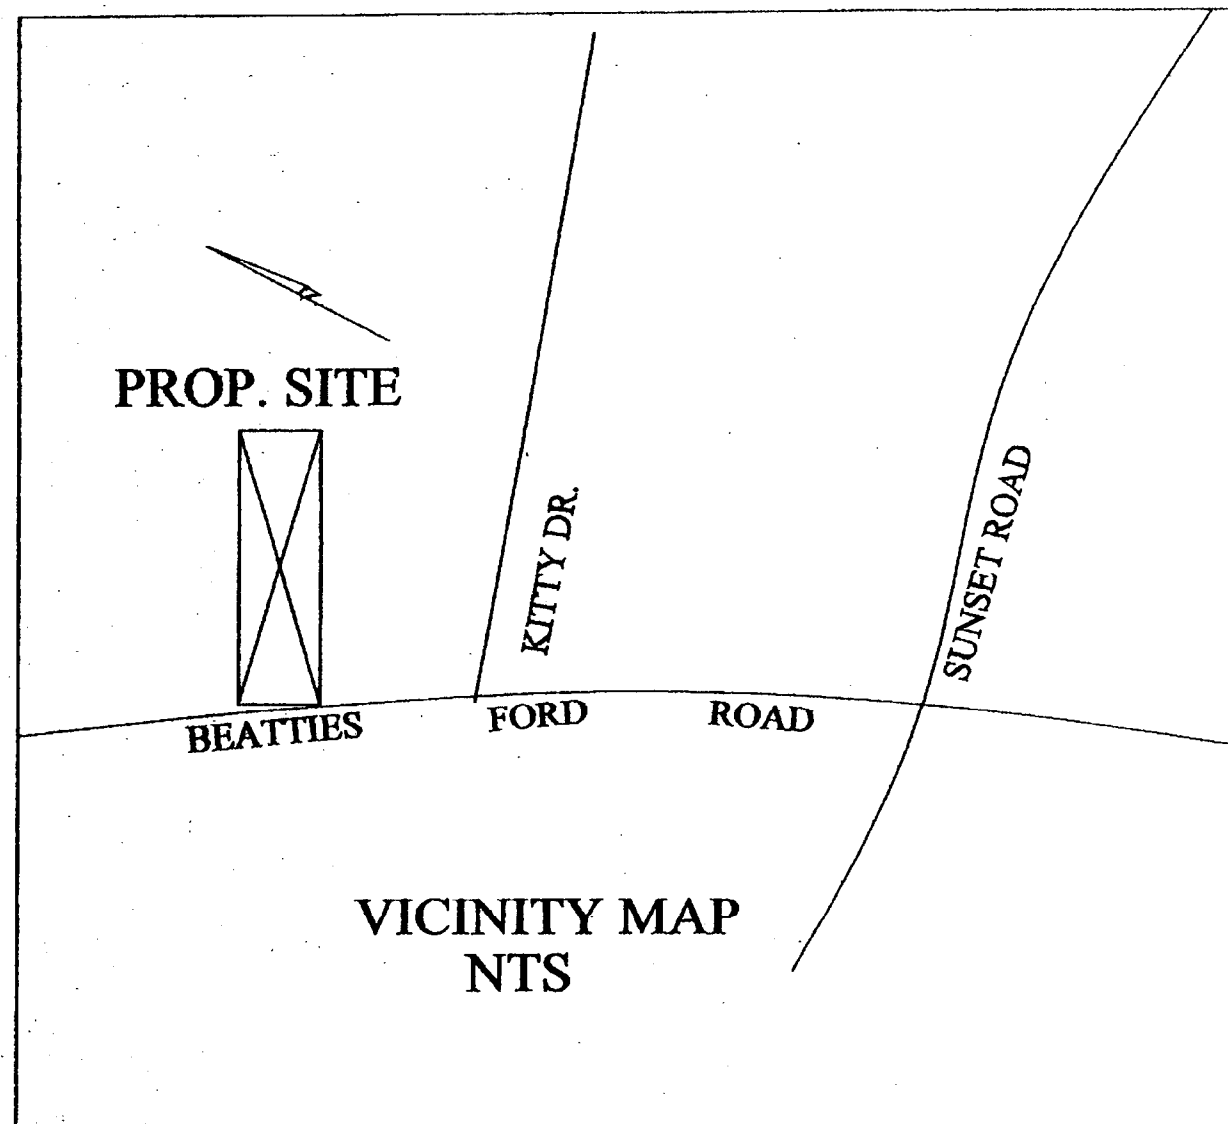 N
PROP. SITE
KITTY DR.
SUNSET ROAD
BEATTIES FORD ROAD
VICINITY MAP
NTS